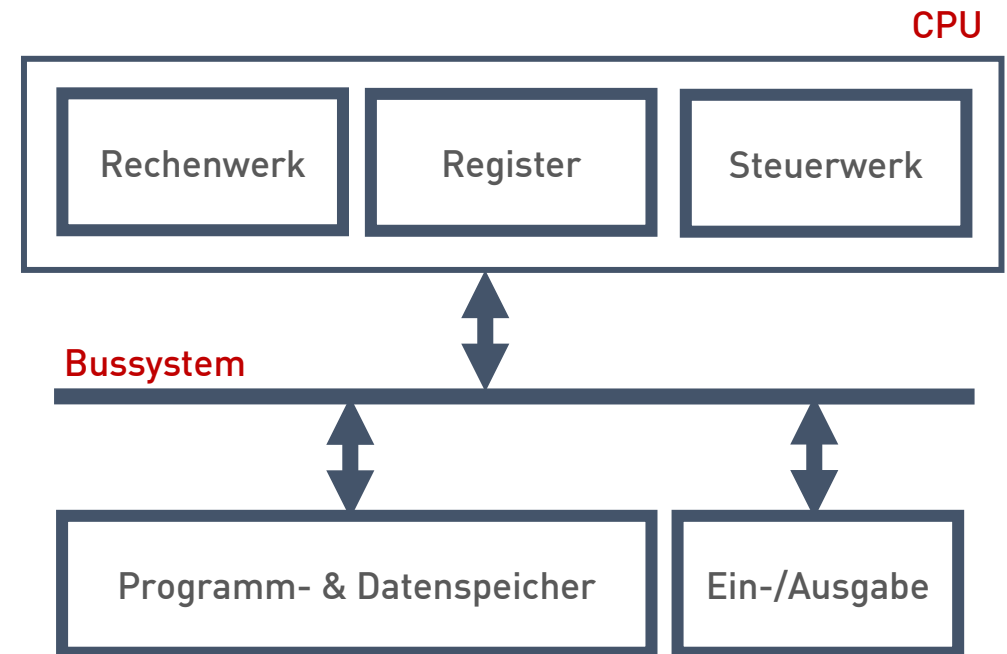 CPU
Rechenwerk
Register
Steuerwerk
Bussystem
Programm- & Datenspeicher
Ein-/Ausgabe